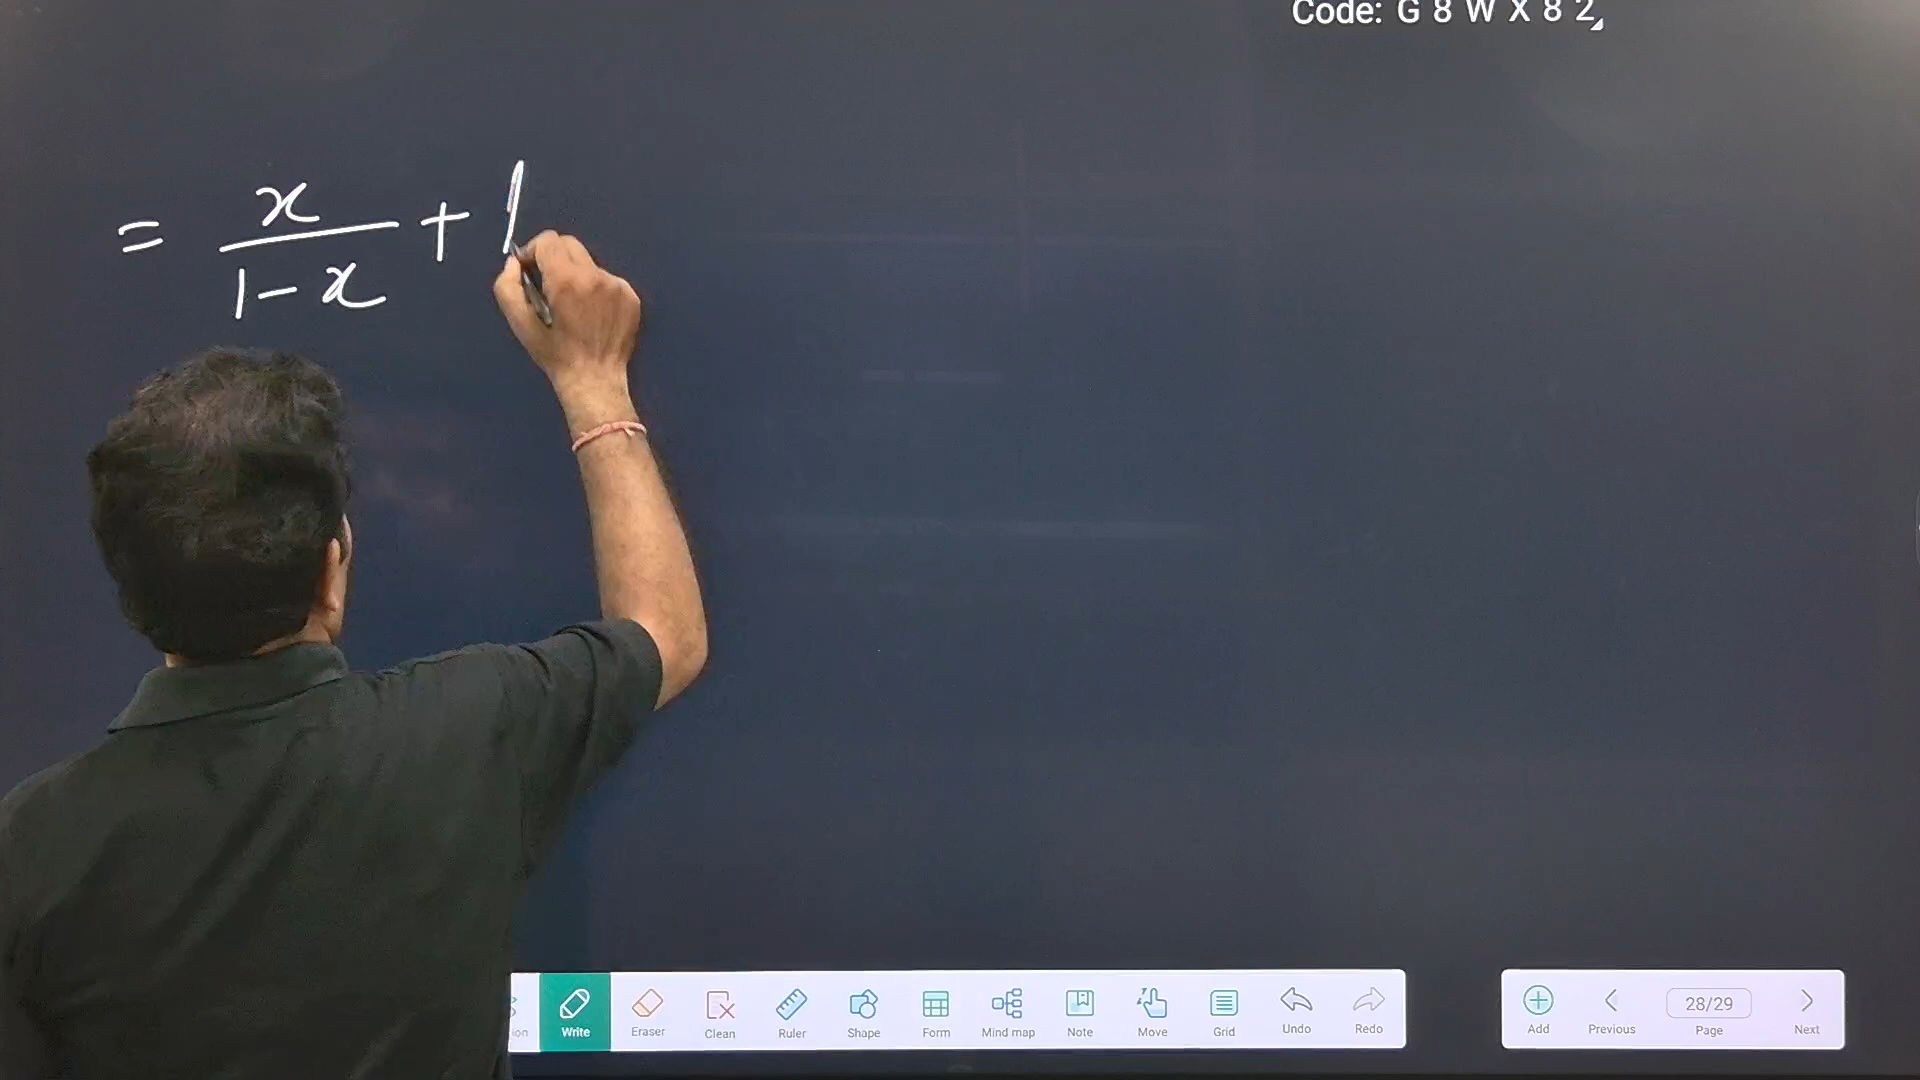 Code: G 8 W X 8 2
= x/(1-x) + 1
Write
Eraser
Clean
Ruler
Shape
Form
Mind map
Note
Move
Grid
Undo
Redo
Add
Previous
28/29
Page
Next